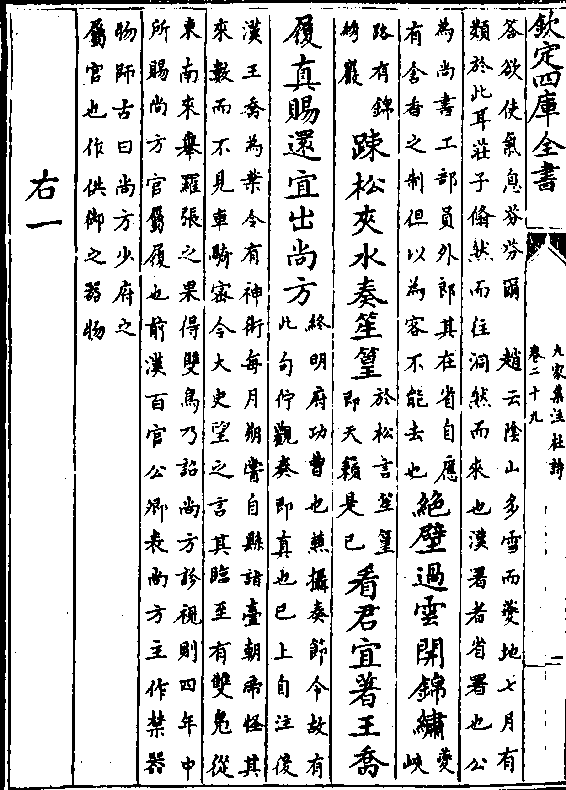 欽定四庫全書
九家集注杜詩
卷二十九
二
答欲使氣息芬芬爾　趙云陰山多雪而夔地七月有
類於此耳莊子翛然而往洞然而來也漢署者省署也公
為尚書工部員外郎其在省自應
有含香之制但以為客不能去也
絶壁過雲開錦繡
夔
峽
路有錦
綉巖
疎松夾水奏笙篁
於松言笙篁
即天籟是已
看君宜著王喬
履真賜還宜出尚方
終明府功曹也兼攝奏節令故有
此句佇觀奏即真也已上自注後
漢王喬為葉令有神術每月朔嘗自縣詣臺朝帝怪其
來數而不見車騎密令大史望之言其臨至有雙鳬從
東南來舉羅張之果得雙鳥乃詔尚方診視則四年中
所賜尚方官屬履也前漢百官公卿表尚方主作禁器
物師古曰尚方少府之
屬官也作供御之器物
右一